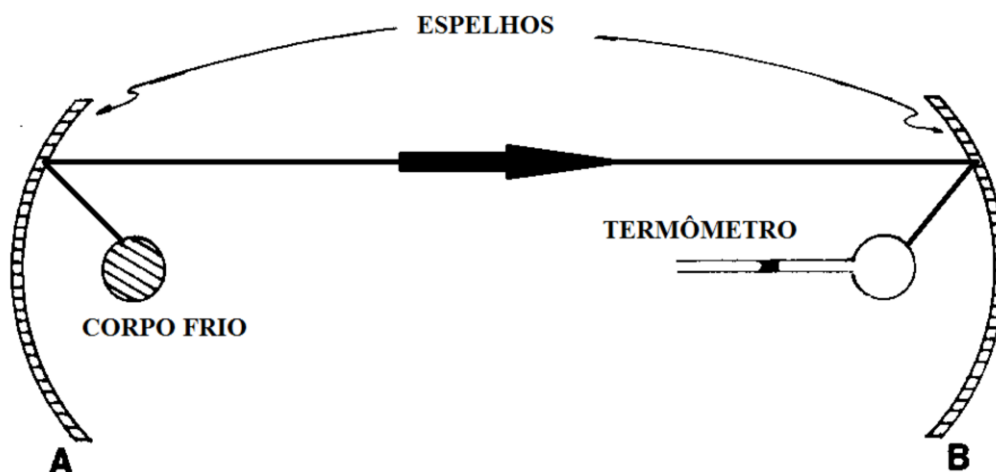 ESPELHOS
TERMÔMETRO
CORPO FRIO
A
B